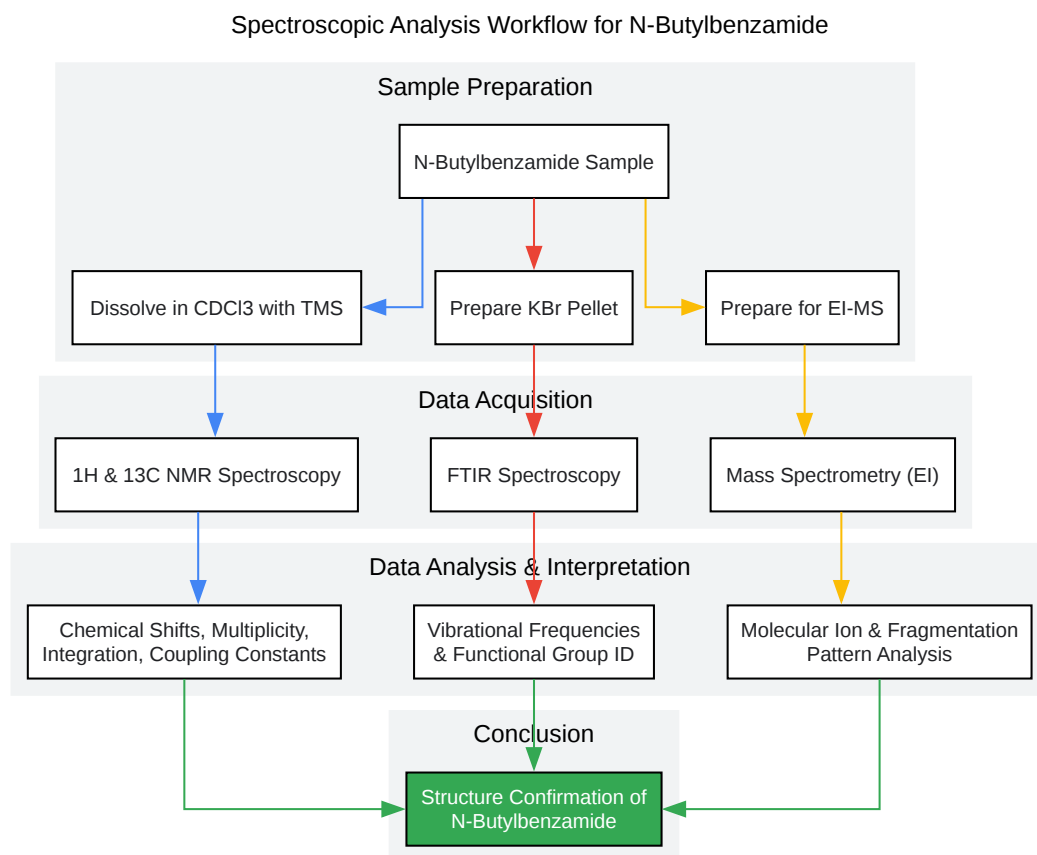 Spectroscopic Analysis Workflow for N-Butylbenzamide
Sample Preparation
N-Butylbenzamide Sample
Dissolve in CDCl3 with TMS
Prepare KBr Pellet
Prepare for EI-MS
Data Acquisition
1H & 13C NMR Spectroscopy
FTIR Spectroscopy
Mass Spectrometry (EI)
Data Analysis & Interpretation
Chemical Shifts, Multiplicity,
Integration, Coupling Constants
Vibrational Frequencies
& Functional Group ID
Molecular Ion & Fragmentation
Pattern Analysis
Conclusion
Structure Confirmation of
N-Butylbenzamide